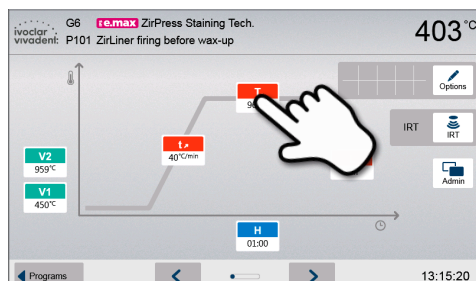 ivoclar
vivadent:
G6 IPS e.max ZirPress Staining Tech.
P101 ZirLiner firing before wax-up
403°C
Options
IRT
IRT
Admin
T
t↗
40°C/min
V2
959°C
V1
450°C
H
01:00
Programs
13:15:20